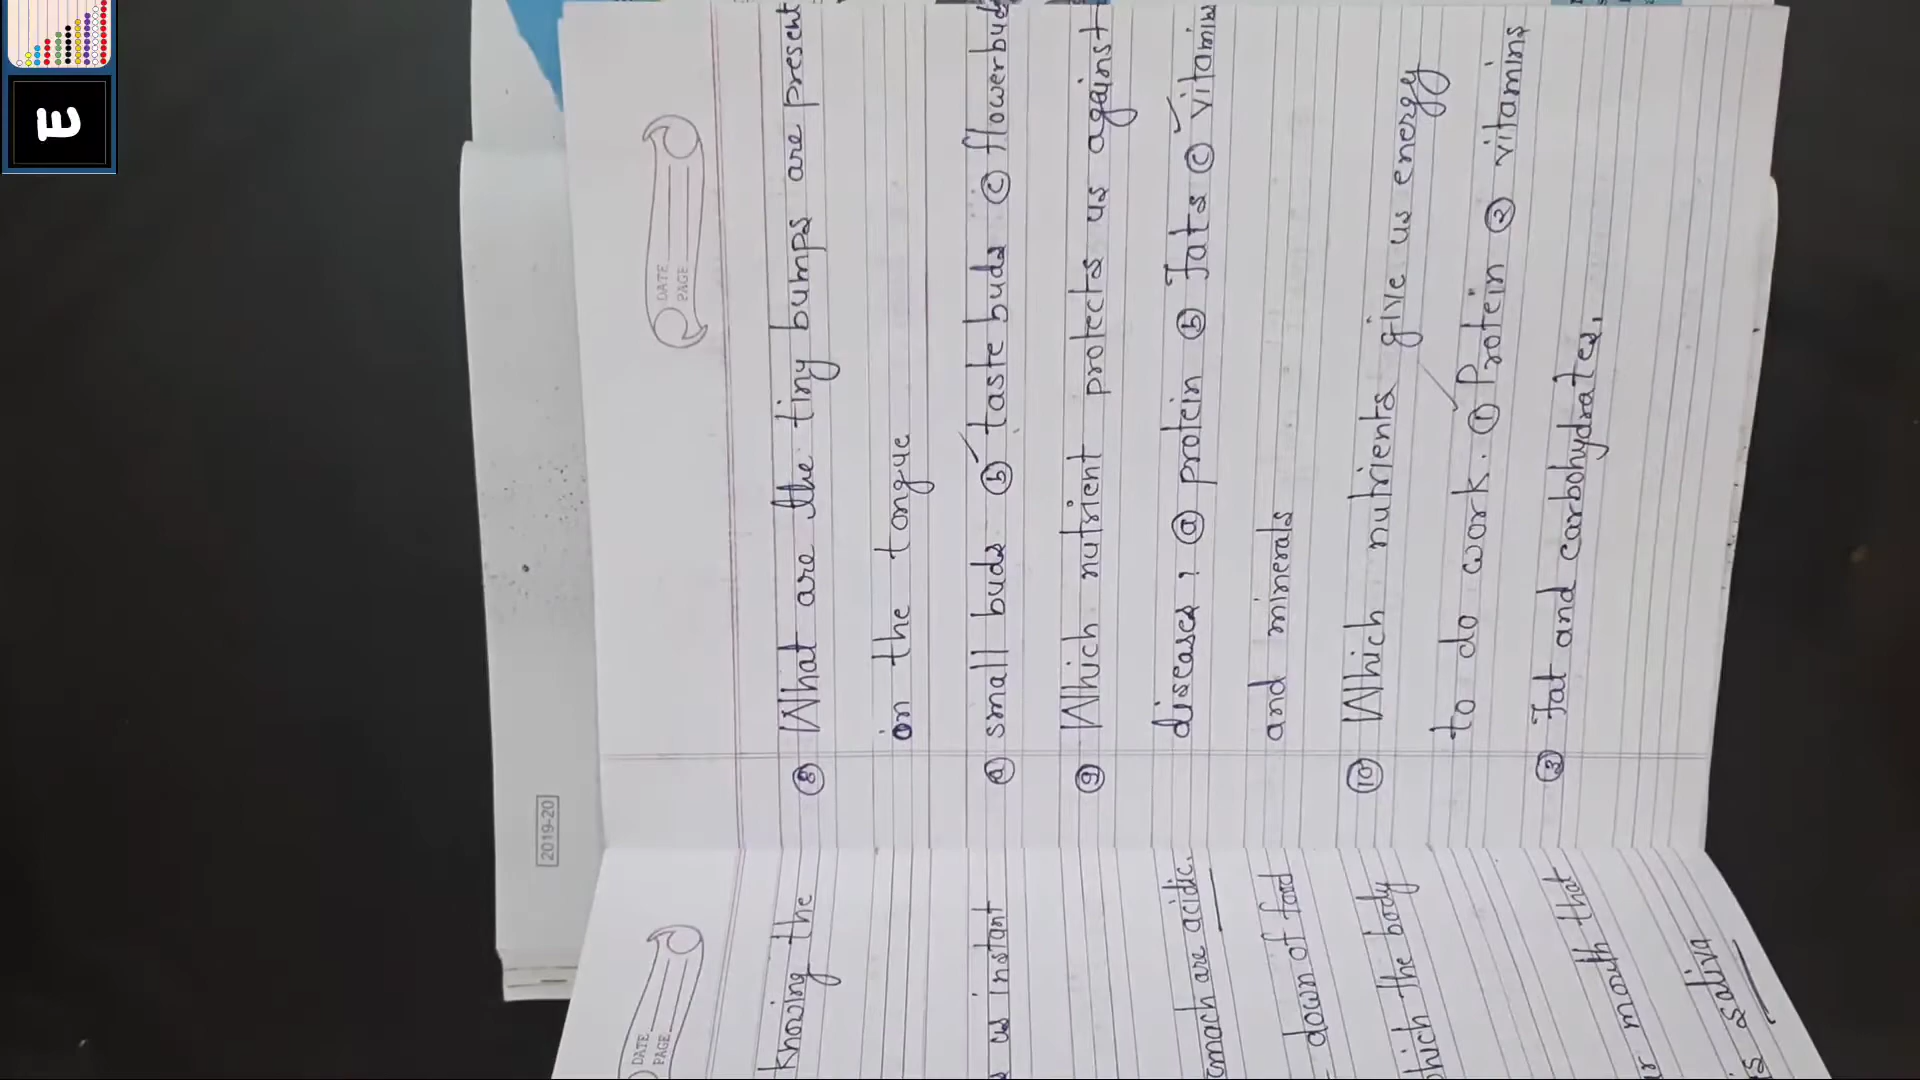 DATE
PAGE
⑧ What are the tiny bumps are present
on the tongue
ⓐ small buds ⓑ taste buds ⓒ flowerbud
⑨ Which nutrient protects us against
diseases? ⓐ protein ⓑ Fats ⓒ vitamin
and minerals
⑩ Which nutrients give us energy
to do work. ① Protein ② vitamins
③ Fat and carbohydrates.
2019-20
DATE
PAGE
knowing the
us instant
mach are acidic.
down of food
which the body
mouth that
saliva